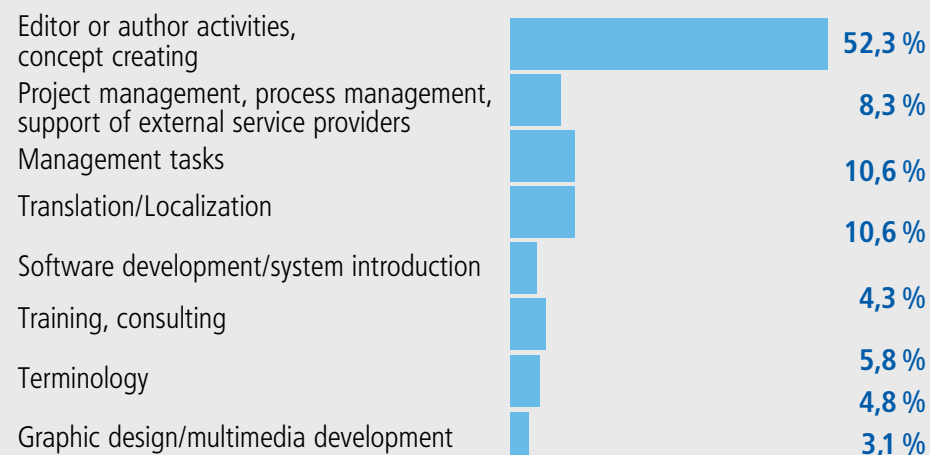 Editor or author activities,
concept creating
52,3 %
Project management, process management,
support of external service providers
8,3 %
Management tasks
10,6 %
Translation/Localization
10,6 %
Software development/system introduction
4,3 %
Training, consulting
5,8 %
Terminology
4,8 %
Graphic design/multimedia development
3,1 %